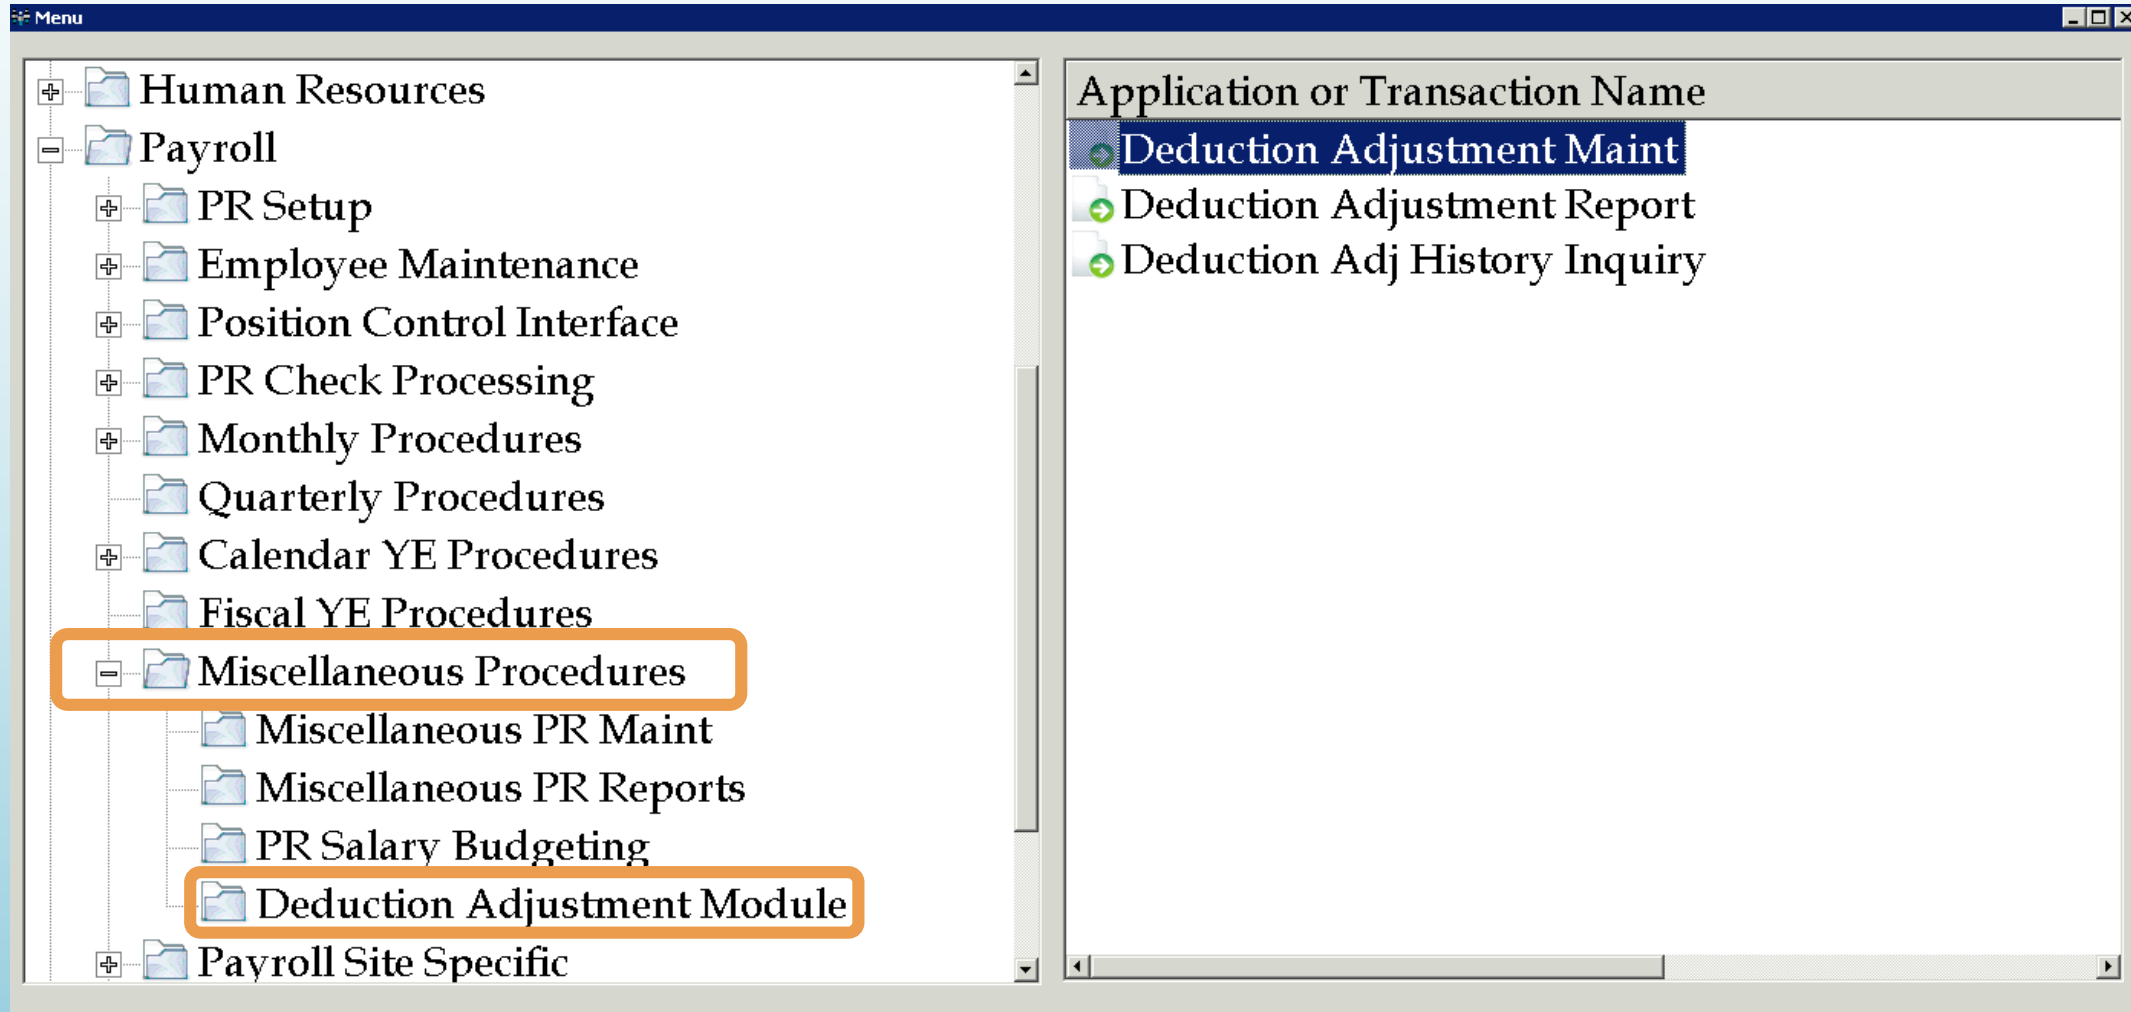 Menu
Human Resources
Payroll
PR Setup
Employee Maintenance
Position Control Interface
PR Check Processing
Monthly Procedures
Quarterly Procedures
Calendar YE Procedures
Fiscal YE Procedures
Miscellaneous Procedures
Miscellaneous PR Maint
Miscellaneous PR Reports
PR Salary Budgeting
Deduction Adjustment Module
Payroll Site Specific
Application or Transaction Name
Deduction Adjustment Maint
Deduction Adjustment Report
Deduction Adj History Inquiry